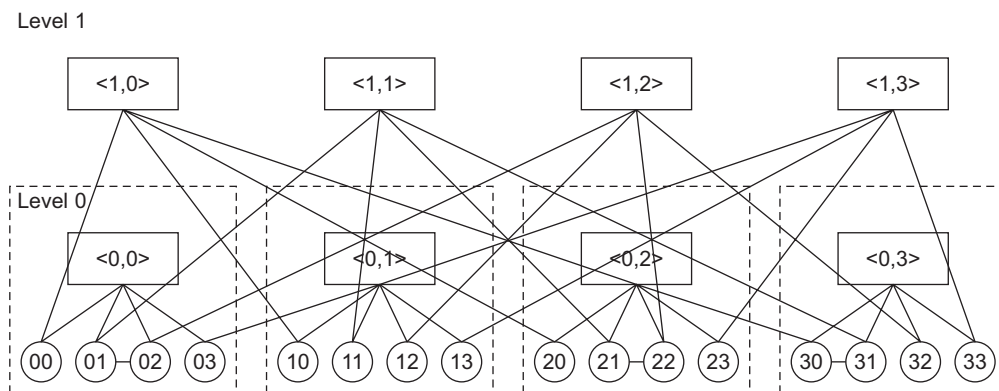 Level 1
<1,0> <1,1> <1,2> <1,3>
Level 0
<0,0> <0,1> <0,2> <0,3>
00 01 02 03 10 11 12 13 20 21 22 23 30 31 32 33